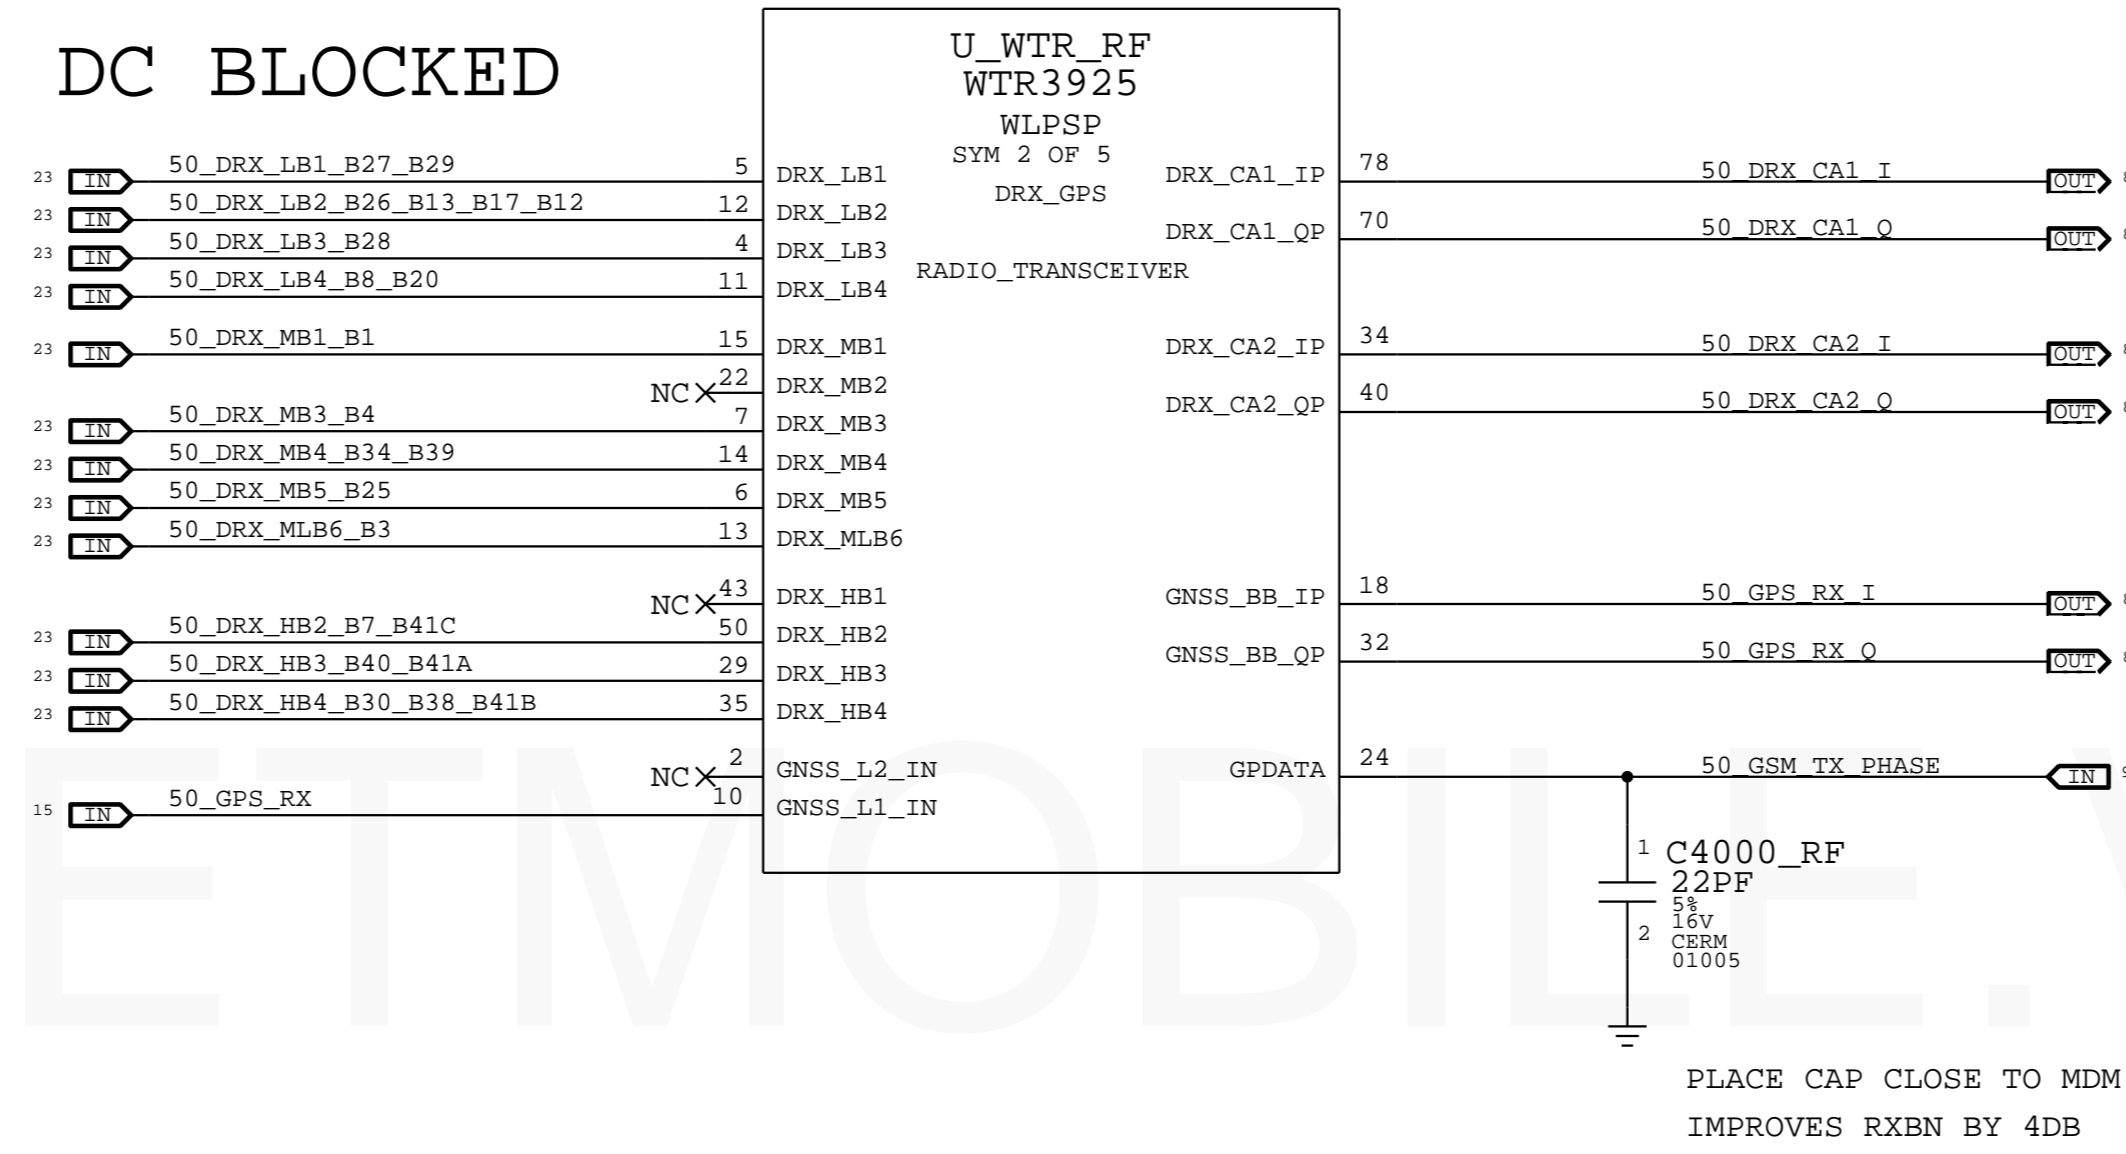 DC BLOCKED
U_WTR_RF
WTR3925
WLPSP
SYM 2 OF 5
DRX_GPS
RADIO_TRANSCEIVER
23 IN 50_DRX_LB1_B27_B29 5 DRX_LB1
23 IN 50_DRX_LB2_B26_B13_B17_B12 12 DRX_LB2
23 IN 50_DRX_LB3_B28 4 DRX_LB3
23 IN 50_DRX_LB4_B8_B20 11 DRX_LB4
23 IN 50_DRX_MB1_B1 15 DRX_MB1
NC 22 DRX_MB2
23 IN 50_DRX_MB3_B4 7 DRX_MB3
23 IN 50_DRX_MB4_B34_B39 14 DRX_MB4
23 IN 50_DRX_MB5_B25 6 DRX_MB5
23 IN 50_DRX_MLB6_B3 13 DRX_MLB6
NC 43 DRX_HB1
23 IN 50_DRX_HB2_B7_B41C 50 DRX_HB2
23 IN 50_DRX_HB3_B40_B41A 29 DRX_HB3
23 IN 50_DRX_HB4_B30_B38_B41B 35 DRX_HB4
NC 2 GNSS_L2_IN
15 IN 50_GPS_RX 10 GNSS_L1_IN
DRX_CA1_IP 78 50_DRX_CA1_I OUT
DRX_CA1_QP 70 50_DRX_CA1_Q OUT
DRX_CA2_IP 34 50_DRX_CA2_I OUT
DRX_CA2_QP 40 50_DRX_CA2_Q OUT
GNSS_BB_IP 18 50_GPS_RX_I OUT
GNSS_BB_QP 32 50_GPS_RX_Q OUT
GPDATA 24 50_GSM_TX_PHASE IN
1 C4000_RF
22PF
5%
16V
2 CERM
01005
PLACE CAP CLOSE TO MDM
IMPROVES RXBN BY 4DB
ETMOBILE.